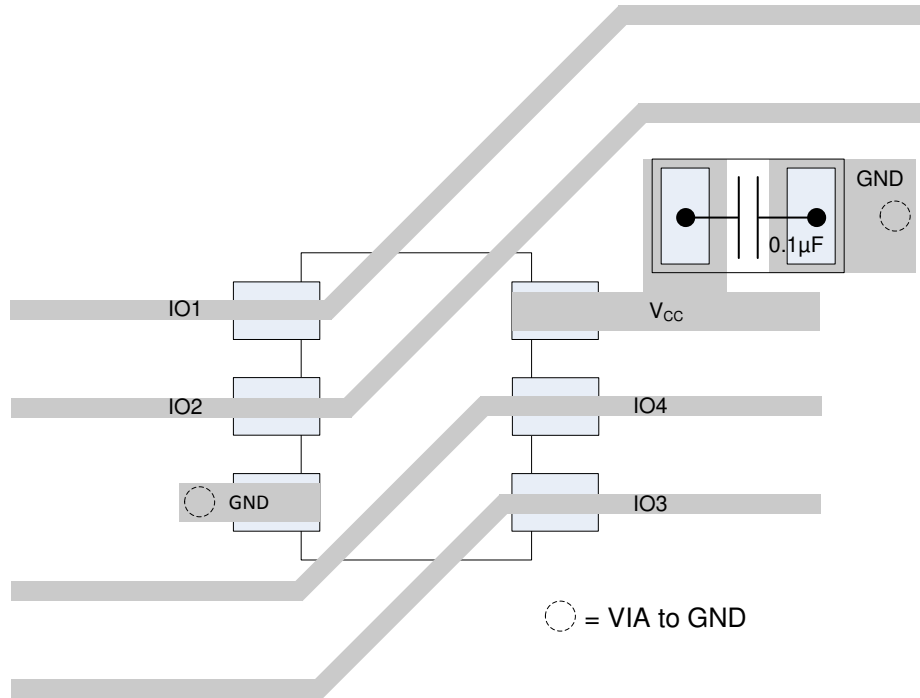 GND
0.1µF
IO1
VCC
IO2
IO4
GND
IO3
= VIA to GND